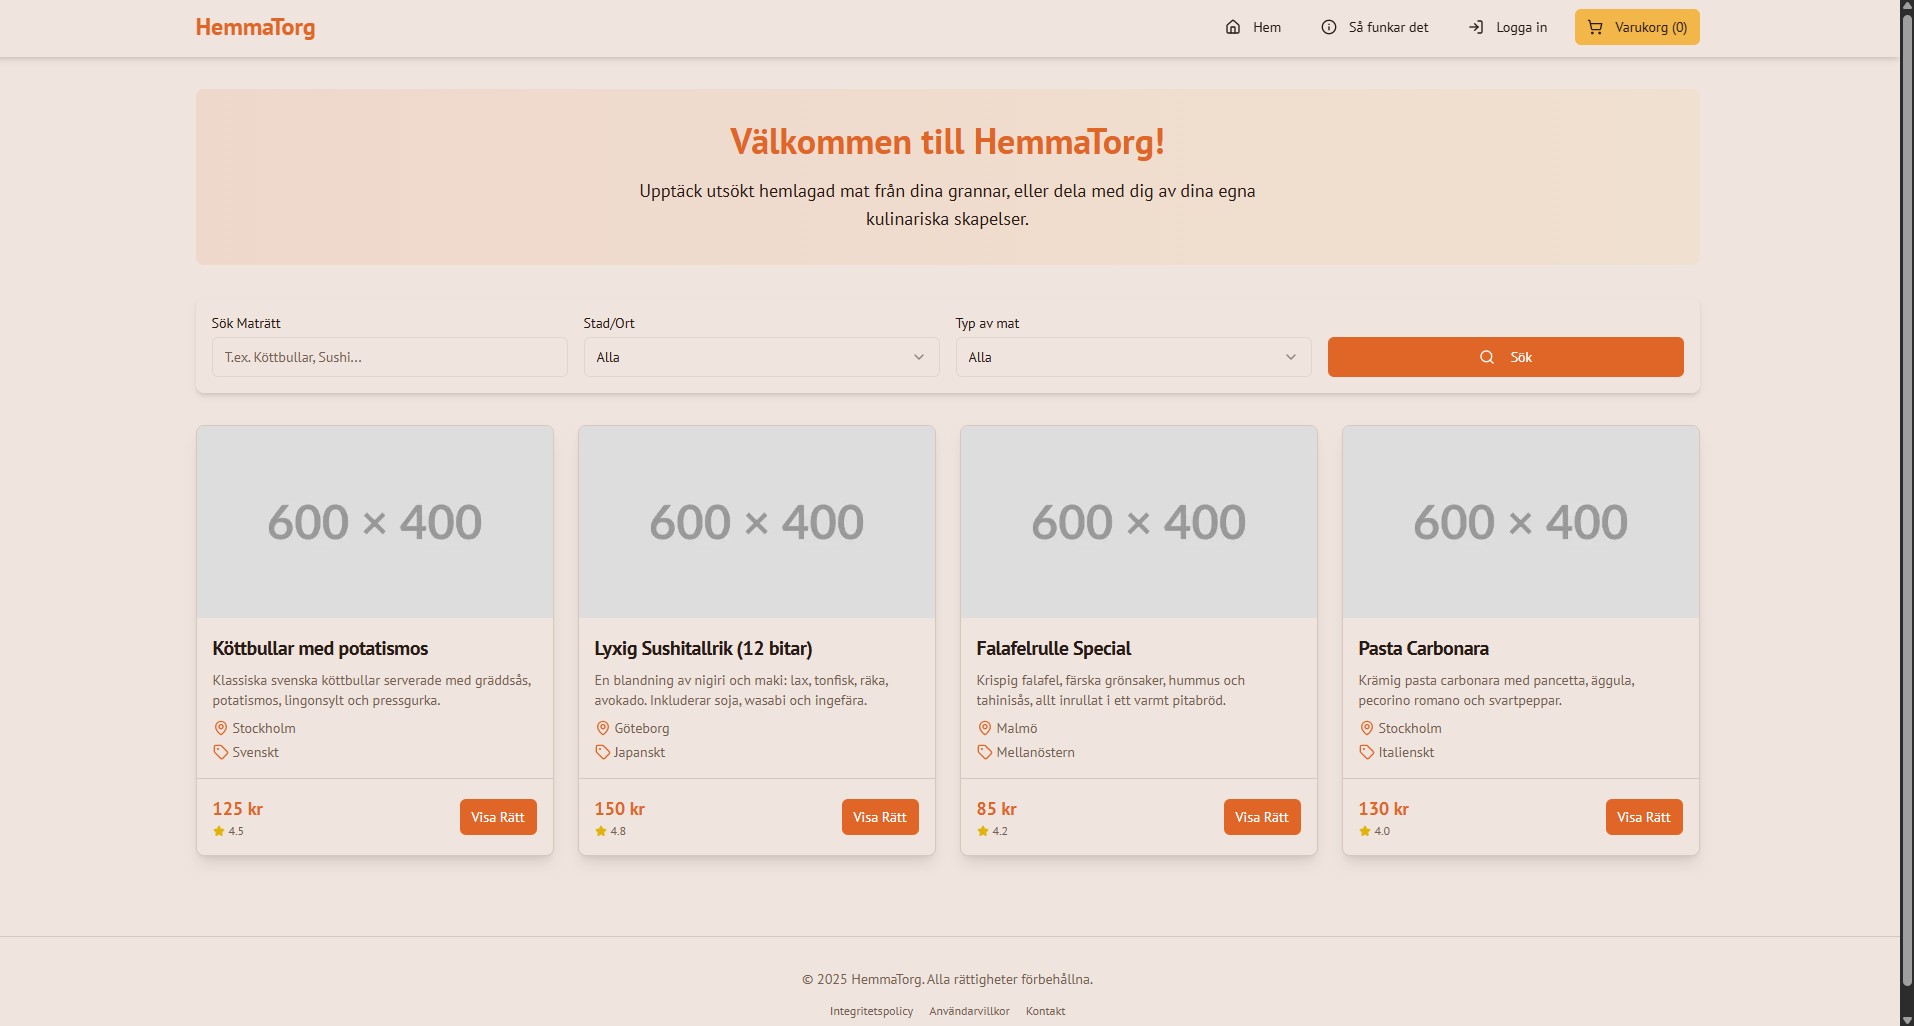 HemmaTorg
Hem
Så funkar det
Logga in
Varukorg (0)
Välkommen till HemmaTorg!
Upptäck utsökt hemlagad mat från dina grannar, eller dela med dig av dina egna
kulinariska skapelser.
Sök Maträtt
T.ex. Köttbullar, Sushi...
Stad/Ort
Alla
Typ av mat
Alla
Sök
600 × 400
Köttbullar med potatismos
Klassiska svenska köttbullar serverade med gräddsås,
potatismos, lingonsylt och pressgurka.
Stockholm
Svenskt
125 kr
4.5
Visa Rätt
600 × 400
Lyxig Sushitallrik (12 bitar)
En blandning av nigiri och maki: lax, tonfisk, räka,
avokado. Inkluderar soja, wasabi och ingefära.
Göteborg
Japanskt
150 kr
4.8
Visa Rätt
600 × 400
Falafelrulle Special
Krispig falafel, färska grönsaker, hummus och
tahinisås, allt inrullat i ett varmt pitabröd.
Malmö
Mellanöstern
85 kr
4.2
Visa Rätt
600 × 400
Pasta Carbonara
Krämig pasta carbonara med pancetta, äggula,
pecorino romano och svartpeppar.
Stockholm
Italienskt
130 kr
4.0
Visa Rätt
© 2025 HemmaTorg. Alla rättigheter förbehållna.
Integritetspolicy
Användarvillkor
Kontakt